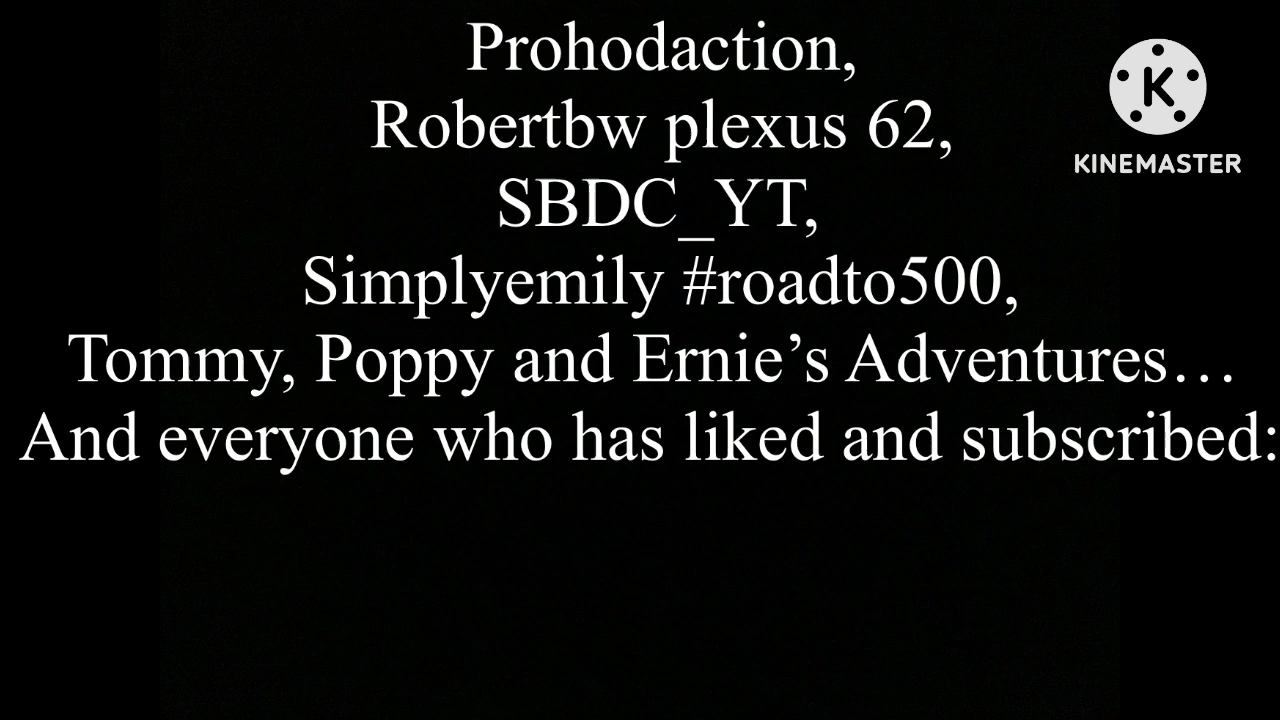 Prohodaction,
Robertbw plexus 62,
SBDC_YT,
Simplyemily #roadto500,
Tommy, Poppy and Ernie’s Adventures…
And everyone who has liked and subscribed:
K
KINEMASTER